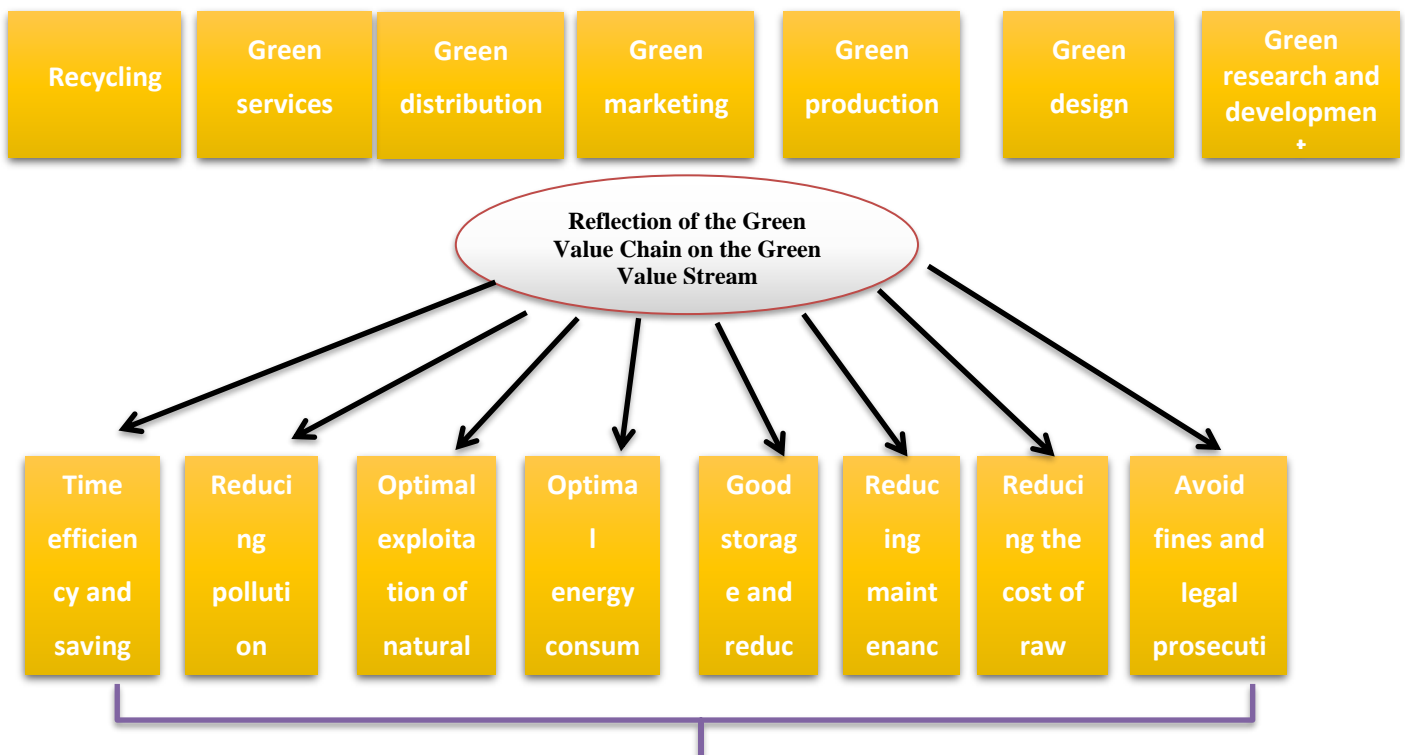 Recycling
Green
services
Green
distribution
Green
marketing
Green
production
Green
design
Green
research and
developmen
Reflection of the Green
Value Chain on the Green
Value Stream
Time
efficien
cy and
saving
Reduci
ng
polluti
on
Optimal
exploita
tion of
natural
Optima
l
energy
consum
Good
storag
e and
reduc
Reduc
ing
maint
enanc
Reduci
ng the
cost of
raw
Avoid
fines and
legal
prosecuti